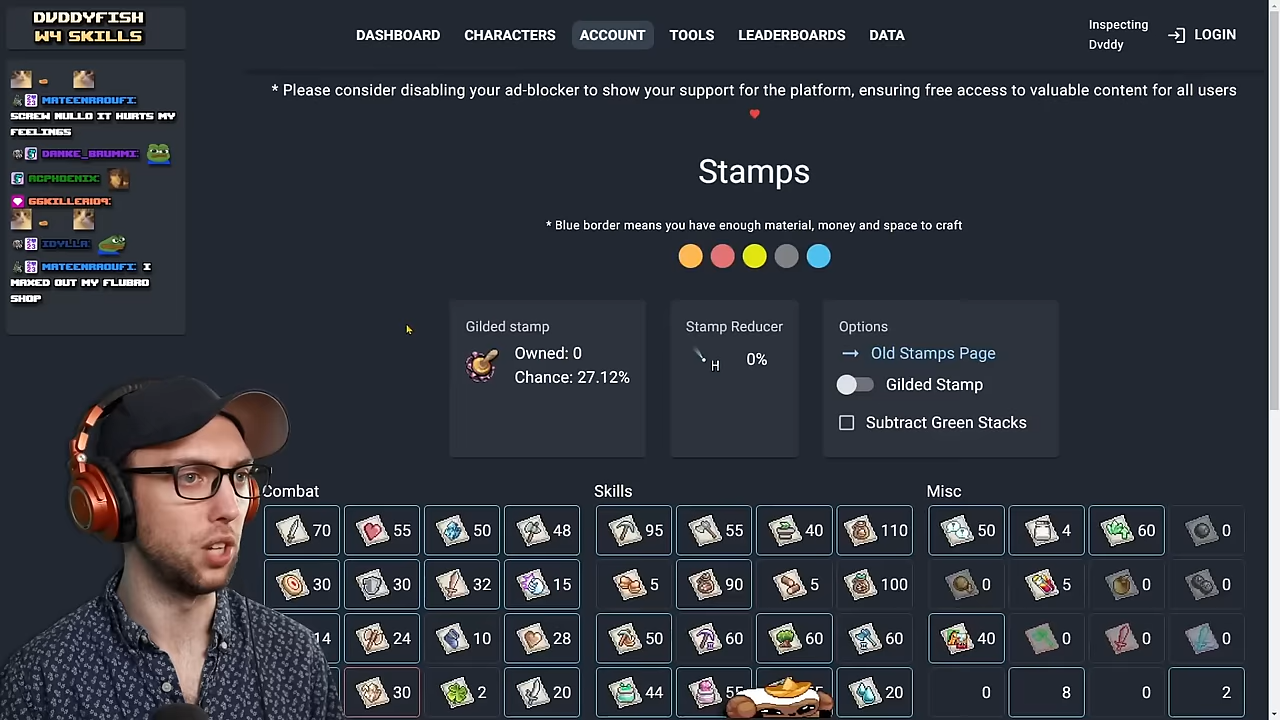 DVDDYFISH
W4 SKILLS
DASHBOARD CHARACTERS ACCOUNT TOOLS LEADERBOARDS DATA
Inspecting
Dvddy
LOGIN
MATEENRAOUFI:
SCREW NULLO IT HURTS MY
FEELINGS
DANKE_BRUMMI:
ACPHOENIX:
GGKILLER109:
IDYLLA:
MATEENRAOUFI: I
MAXED OUT MY FLURBO
SHOP
* Please consider disabling your ad-blocker to show your support for the platform, ensuring free access to valuable content for all users
Stamps
* Blue border means you have enough material, money and space to craft
Gilded stamp
Owned: 0
Chance: 27.12%
Stamp Reducer
H 0%
Options
Old Stamps Page
Gilded Stamp
Subtract Green Stacks
Combat
70 55 50 48
30 30 32 15
14 24 10 28
30 2 20
Skills
95 55 40 110
5 90 5 100
50 60 60 60
44 55 20
Misc
50 4 60 0
0 5 0 0
40 0 0 0
0 8 0 2